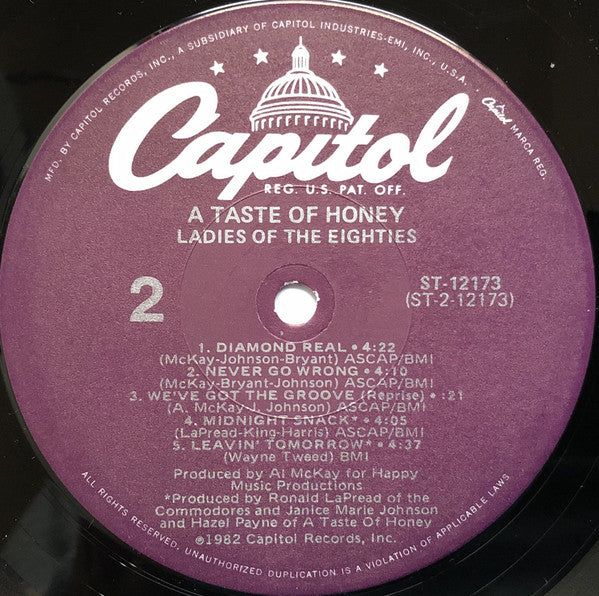 MFD. BY CAPITOL RECORDS, INC., A SUBSIDIARY OF CAPITOL INDUSTRIES-EMI, INC., U.S.A.
Capitol MARCA REG.
Capitol
REG. U.S. PAT. OFF.
A TASTE OF HONEY
LADIES OF THE EIGHTIES
2
ST-12173
(ST-2-12173)
1. DIAMOND REAL • 4:22
(McKay-Johnson-Bryant) ASCAP/BMI
2. NEVER GO WRONG • 4:10
(McKay-Bryant-Johnson) ASCAP/BMI
3. WE'VE GOT THE GROOVE (Reprise) • :21
(A. McKay-J. Johnson) ASCAP/BMI
4. MIDNIGHT SNACK* • 4:05
(LaPread-King-Harris) ASCAP/BMI
5. LEAVIN' TOMORROW* • 4:37
(Wayne Tweed) BMI
Produced by Al McKay for Happy
Music Productions
*Produced by Ronald LaPread of the
Commodores and Janice Marie Johnson
and Hazel Payne of A Taste Of Honey
℗1982 Capitol Records, Inc.
ALL RIGHTS RESERVED. UNAUTHORIZED DUPLICATION IS A VIOLATION OF APPLICABLE LAWS